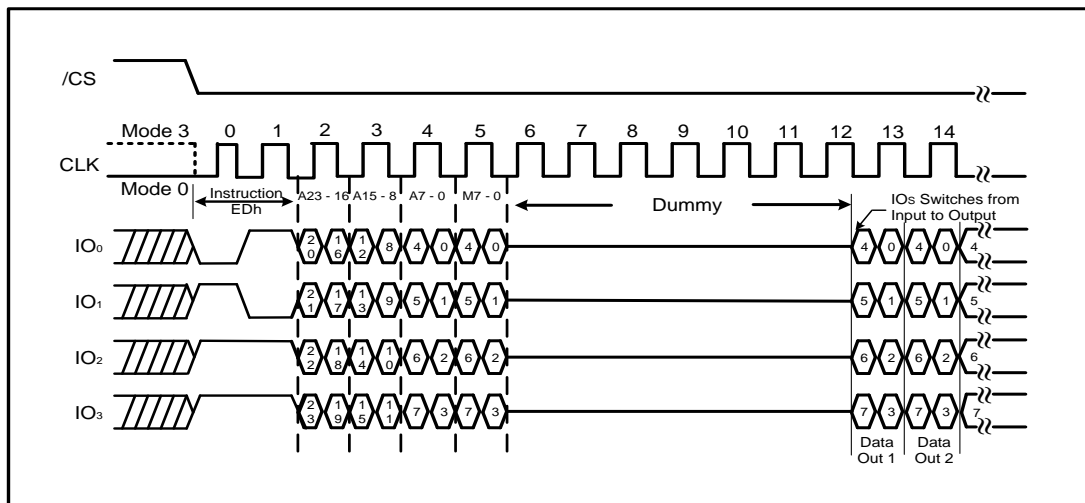 /CS
Mode 3 0 1 2 3 4 5 6 7 8 9 10 11 12 13 14
CLK
Mode 0 Instruction A23 - 16 A15 - 8 A7 - 0 M7 - 0
EDh
Dummy
IOs Switches from
Input to Output
IO0 20 16 12 8 4 0 4 0 4 0 4 0 4
IO1 21 17 13 9 5 1 5 1 5 1 5 1 5
IO2 22 18 14 10 6 2 6 2 6 2 6 2 6
IO3 23 19 15 11 7 3 7 3 7 3 7 3 7
Data Data
Out 1 Out 2